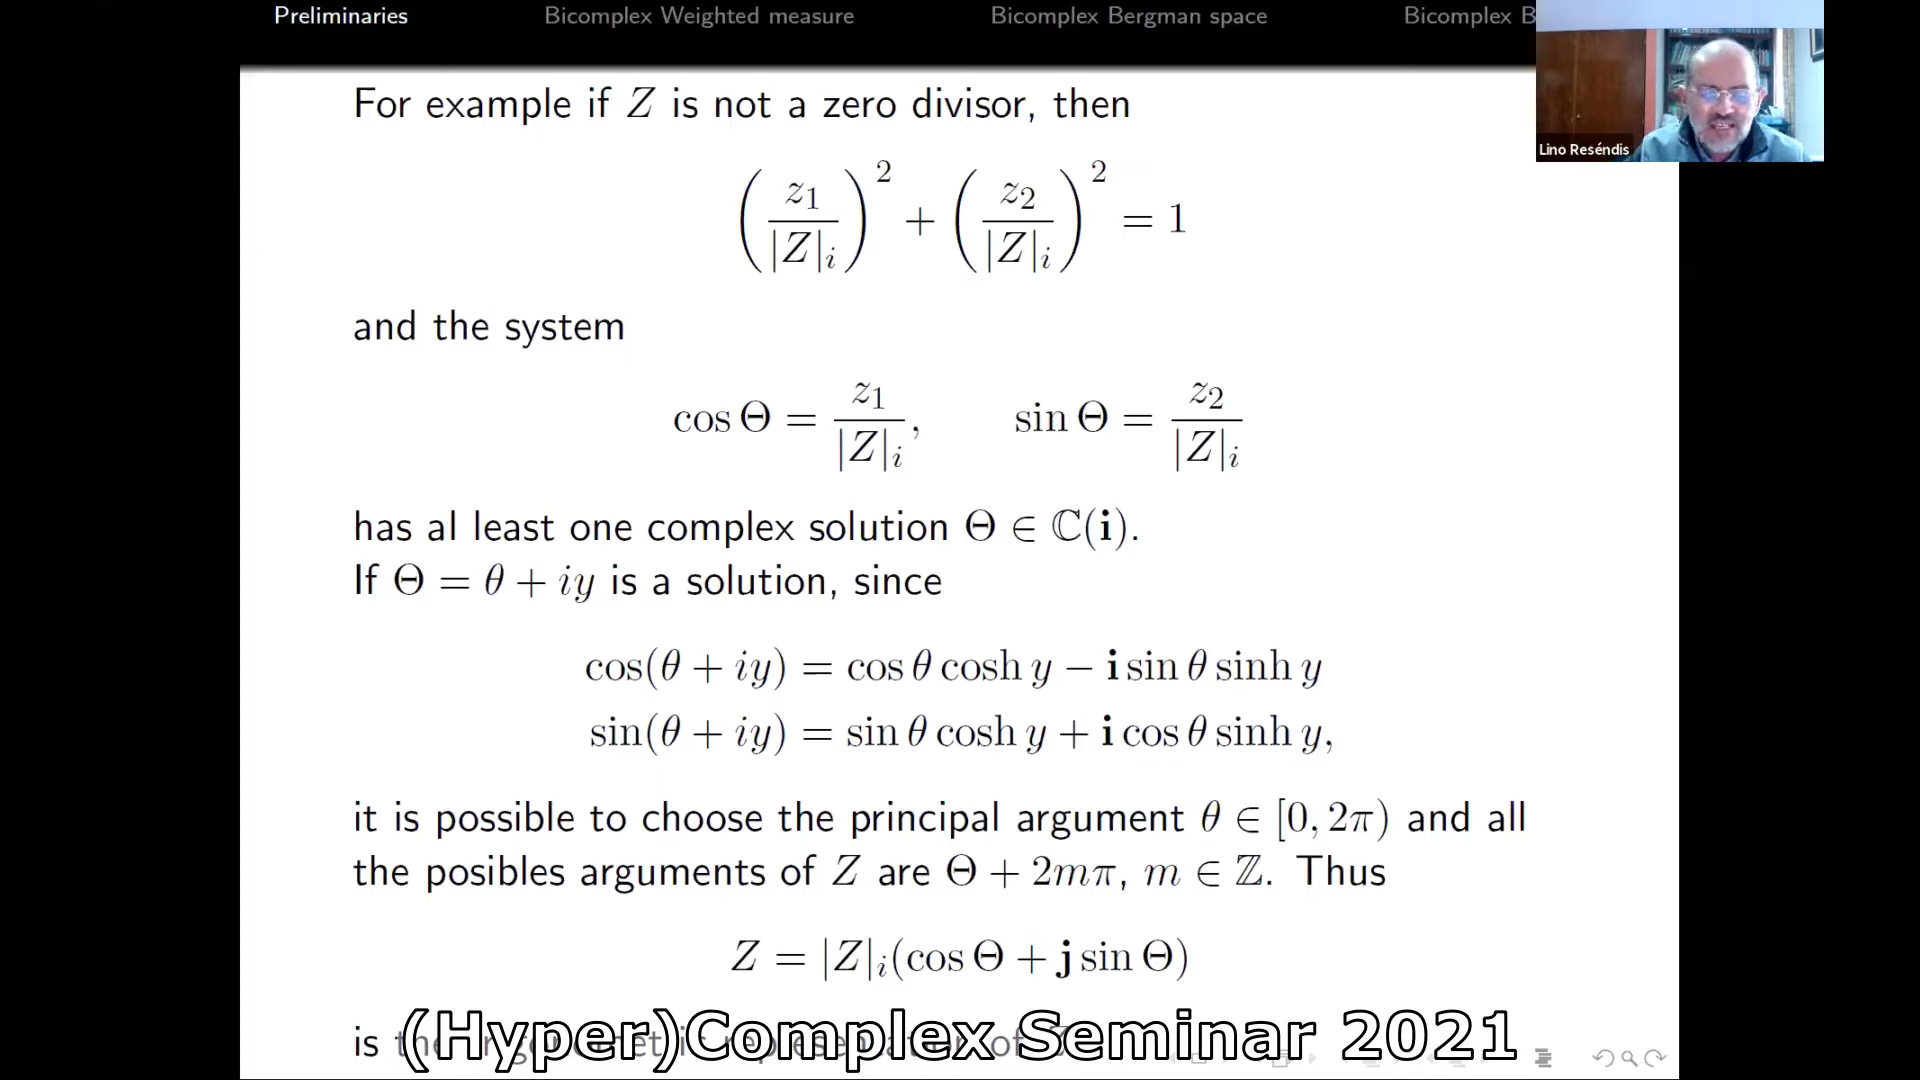 Preliminaries Bicomplex Weighted measure Bicomplex Bergman space Bicomplex B
Lino Reséndis
For example if Z is not a zero divisor, then
(z₁/|Z|ᵢ)² + (z₂/|Z|ᵢ)² = 1
and the system
cos Θ = z₁/|Z|ᵢ, sin Θ = z₂/|Z|ᵢ
has al least one complex solution Θ ∈ ℂ(i).
If Θ = θ + iy is a solution, since
cos(θ + iy) = cos θ cosh y − i sin θ sinh y
sin(θ + iy) = sin θ cosh y + i cos θ sinh y,
it is possible to choose the principal argument θ ∈ [0, 2π) and all
the posibles arguments of Z are Θ + 2mπ, m ∈ ℤ. Thus
Z = |Z|ᵢ(cos Θ + j sin Θ)
is
(Hyper)Complex Seminar 2021